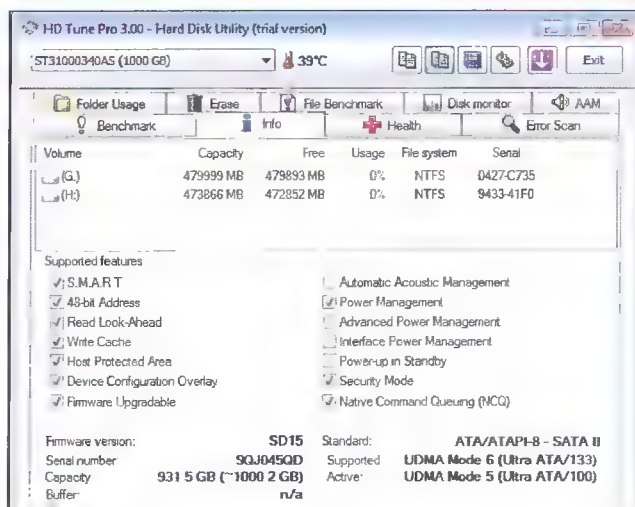 HD Tune Pro 3.00 - Hard Disk Utility (trial version)
ST31000340AS (1000 GB) 39°C Exit
Folder Usage Erase File Benchmark Disk monitor AAM
Benchmark Info Health Error Scan
Volume Capacity Free Usage File system Serial
(G:) 479999 MB 479893 MB 0% NTFS 0427-C735
(H:) 473866 MB 472852 MB 0% NTFS 9433-41F0
Supported features
S.M.A.R.T Automatic Acoustic Management
48-bit Address Power Management
Read Look-Ahead Advanced Power Management
Write Cache Interface Power Management
Host Protected Area Power-up in Standby
Device Configuration Overlay Security Mode
Firmware Upgradable Native Command Queuing (NCQ)
Firmware version: SD15 Standard: ATA/ATAPI-8 - SATA II
Serial number 9QJ045QD Supported UDMA Mode 6 (Ultra ATA/133)
Capacity 931.5 GB (~1000.2 GB) Active: UDMA Mode 5 (Ultra ATA/100)
Buffer: n/a